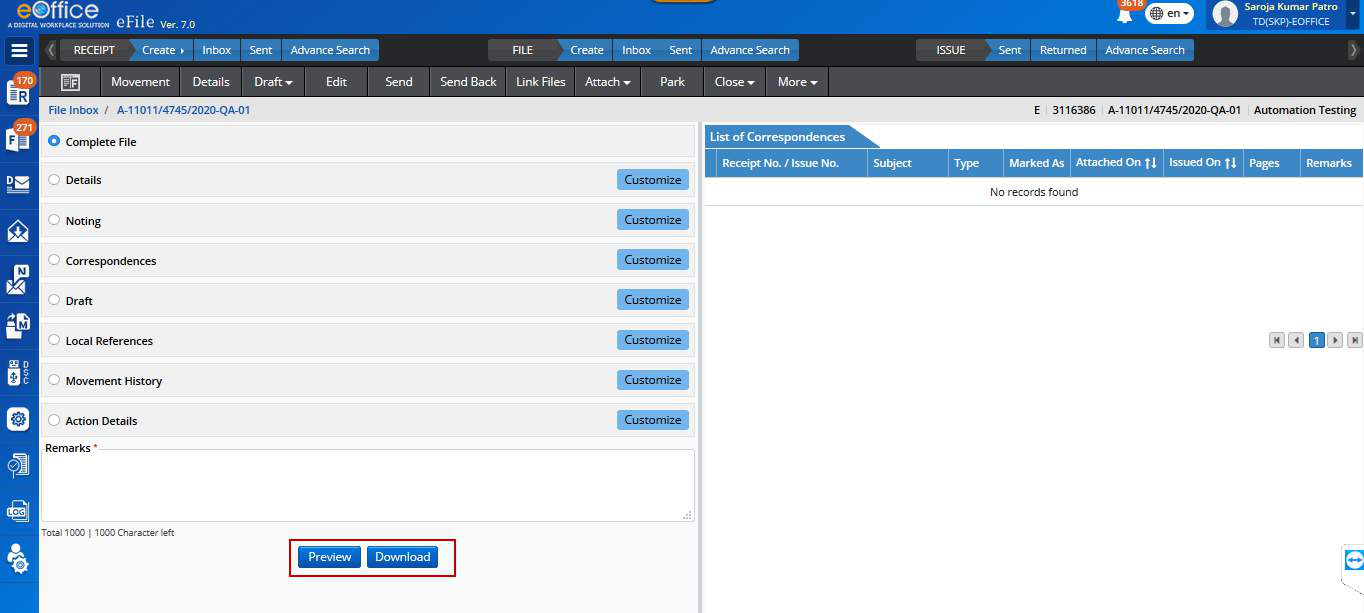 eOffice
A DIGITAL WORKPLACE SOLUTION eFile Ver. 7.0
3618
en
Saroja Kumar Patro
TD(SKP)-EOFFICE
RECEIPT Create Inbox Sent Advance Search FILE Create Inbox Sent Advance Search ISSUE Sent Returned Advance Search
Movement Details Draft Edit Send Send Back Link Files Attach Park Close More
File Inbox / A-11011/4745/2020-QA-01
E 3116386 A-11011/4745/2020-QA-01 Automation Testing
170
R
271
F
D
N
M
DSC
LOG
Complete File
Details Customize
Noting Customize
Correspondences Customize
Draft Customize
Local References Customize
Movement History Customize
Action Details Customize
Remarks *
Total 1000 | 1000 Character left
Preview Download
List of Correspondences
Receipt No. / Issue No. Subject Type Marked As Attached On Issued On Pages Remarks
No records found
1